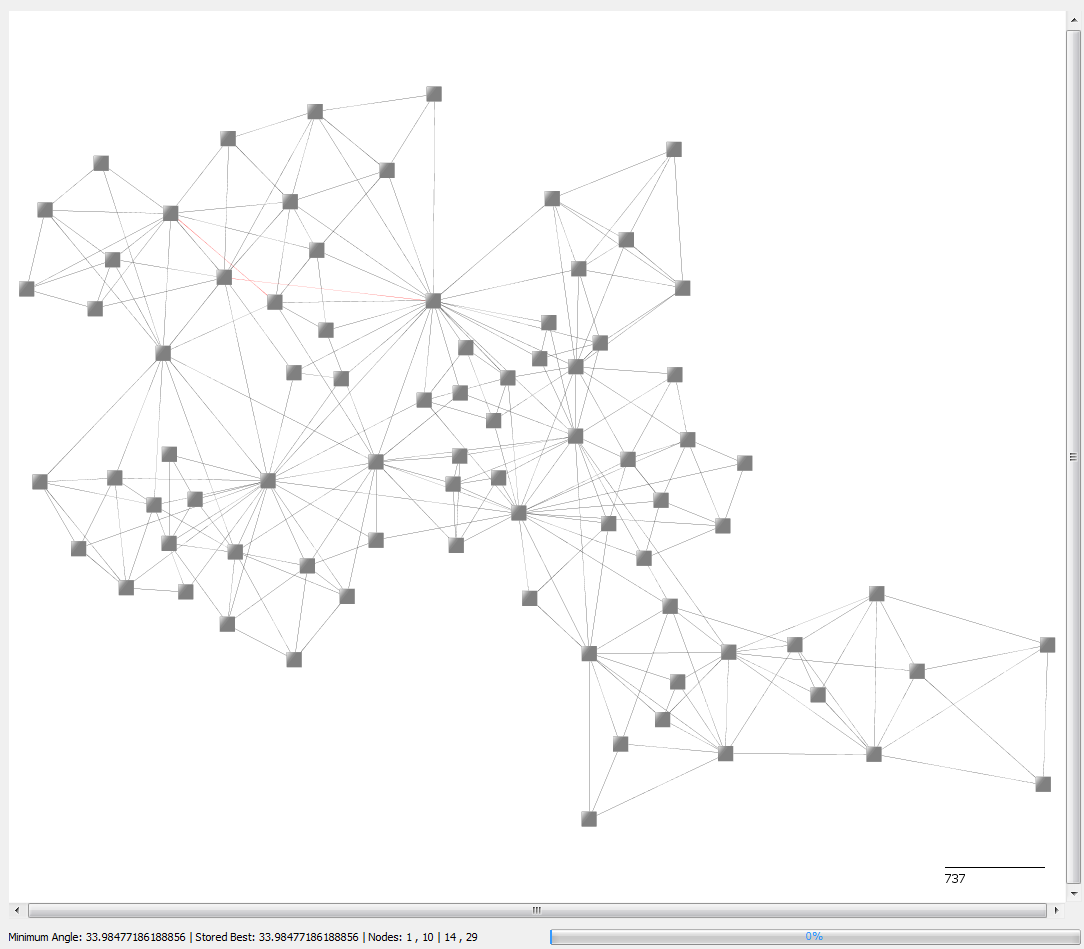 737
Minimum Angle: 33.98477186188856 | Stored Best: 33.98477186188856 | Nodes: 1 , 10 | 14 , 29
0%